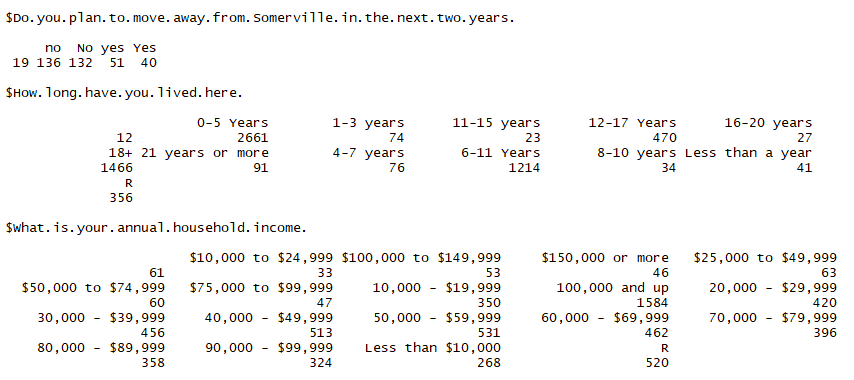 $Do.you.plan.to.move.away.from.Somerville.in.the.next.two.years.
no No yes Yes
19 136 132 51 40
$How.long.have.you.lived.here.
0-5 Years 1-3 years 11-15 years 12-17 Years 16-20 years
12 2661 74 23 470 27
18+ 21 years or more 4-7 years 6-11 Years 8-10 years Less than a year
1466 91 76 1214 34 41
R
356
$What.is.your.annual.household.income.
$10,000 to $24,999 $100,000 to $149,999 $150,000 or more $25,000 to $49,999
61 33 53 46 63
$50,000 to $74,999 $75,000 to $99,999 10,000 - $19,999 100,000 and up 20,000 - $29,999
60 47 350 1584 420
30,000 - $39,999 40,000 - $49,999 50,000 - $59,999 60,000 - $69,999 70,000 - $79,999
456 513 531 462 396
80,000 - $89,999 90,000 - $99,999 Less than $10,000 R
358 324 268 520